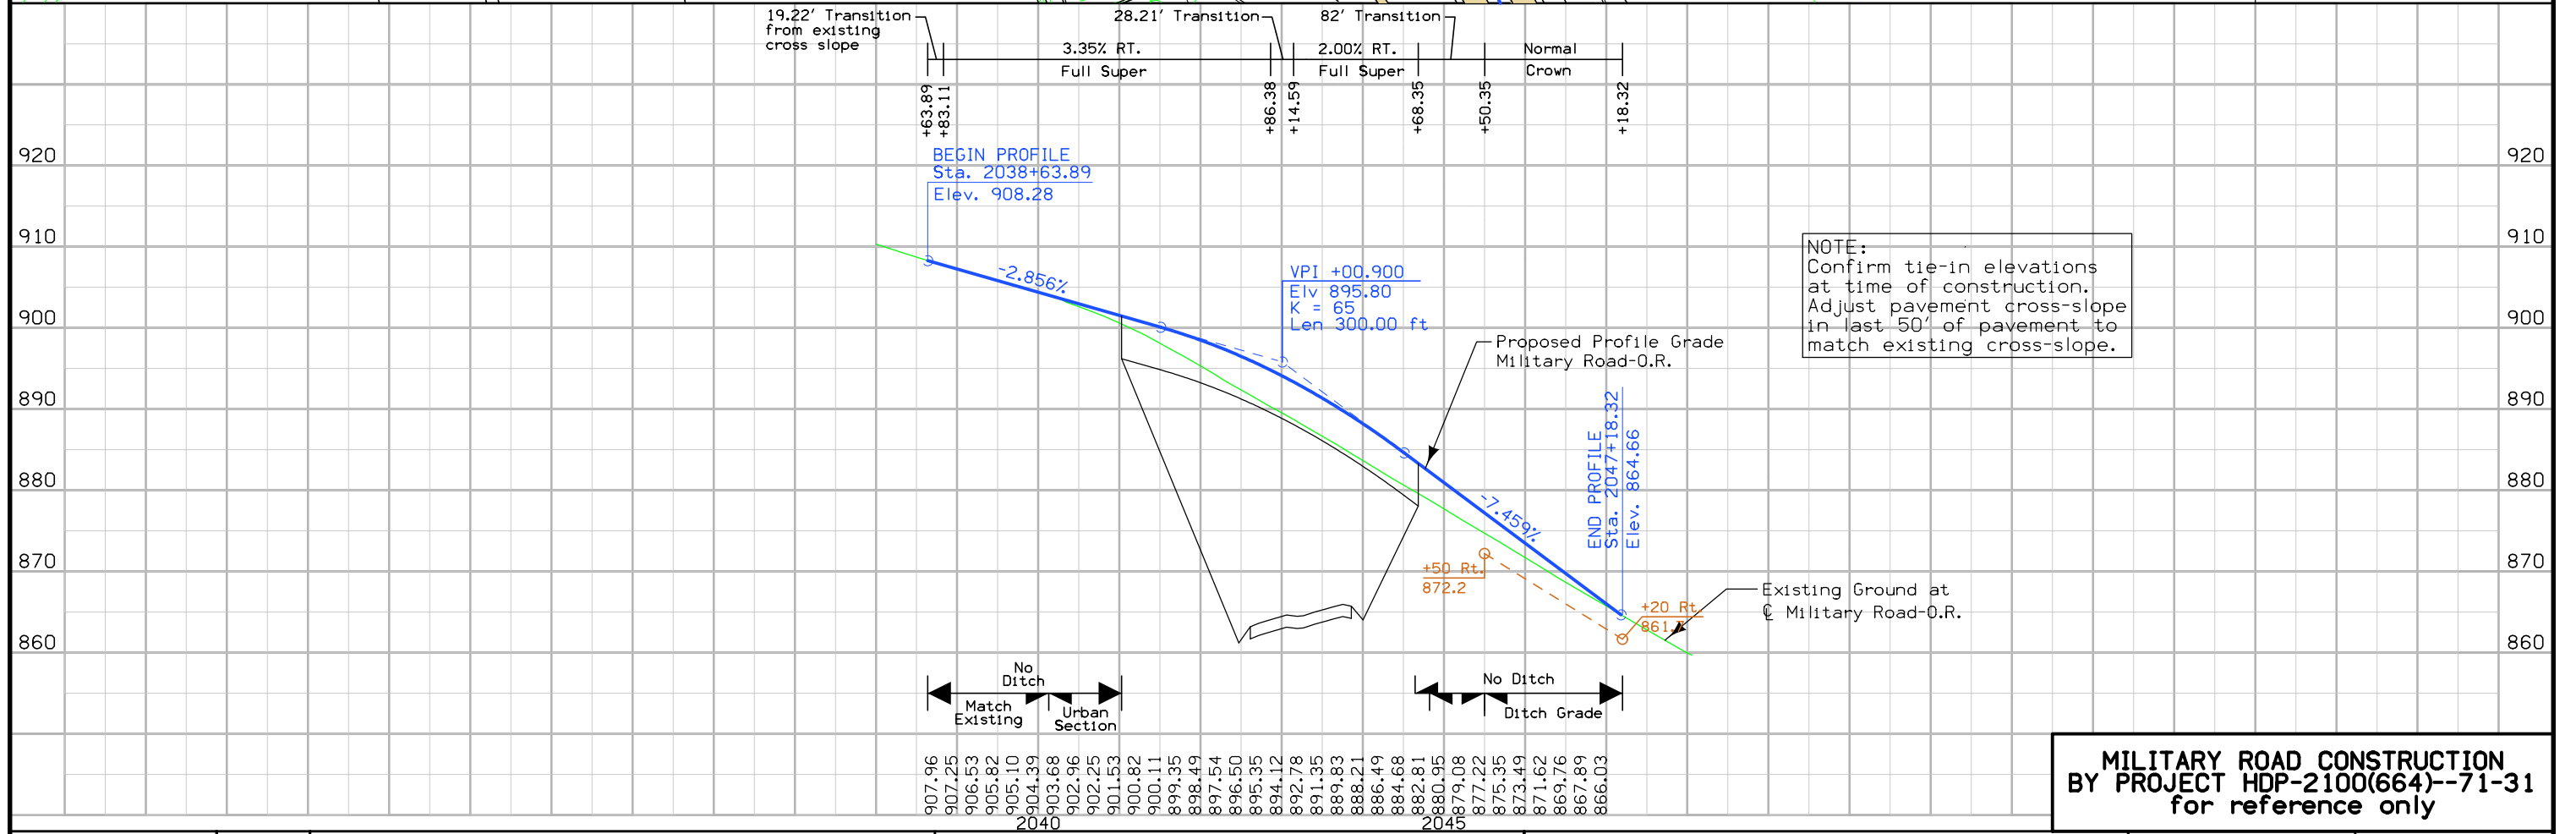 19.22' Transition
from existing
cross slope
28.21' Transition
82' Transition
3.35% RT.
Full Super
2.00% RT.
Full Super
Normal
Crown
+63.89
+83.11
+86.38
+14.59
+68.35
+50.35
+18.32
920
920
910
910
900
900
890
890
880
880
870
870
860
860
BEGIN PROFILE
Sta. 2038+63.89
Elev. 908.28
-2.856%
VPI +00.900
Elv 895.80
K = 65
Len 300.00 ft
NOTE:
Confirm tie-in elevations
at time of construction.
Adjust pavement cross-slope
in last 50' of pavement to
match existing cross-slope.
Proposed Profile Grade
Military Road-O.R.
-7.459%
END PROFILE
Sta. 2047+18.32
Elev. 864.66
+50 Rt.
872.2
+20 Rt.
861.7
Existing Ground at
℄ Military Road-O.R.
No
Ditch
Match
Existing
Urban
Section
No Ditch
Ditch Grade
907.96
907.25
906.53
905.82
905.10
904.39
903.68
902.96
902.25
901.53
900.82
900.11
899.35
898.49
897.54
896.50
895.35
894.12
892.78
891.35
889.83
888.21
886.49
884.68
882.81
880.95
879.08
877.22
875.35
873.49
871.62
869.76
867.89
866.03
2040
2045
MILITARY ROAD CONSTRUCTION
BY PROJECT HDP-2100(664)--71-31
for reference only